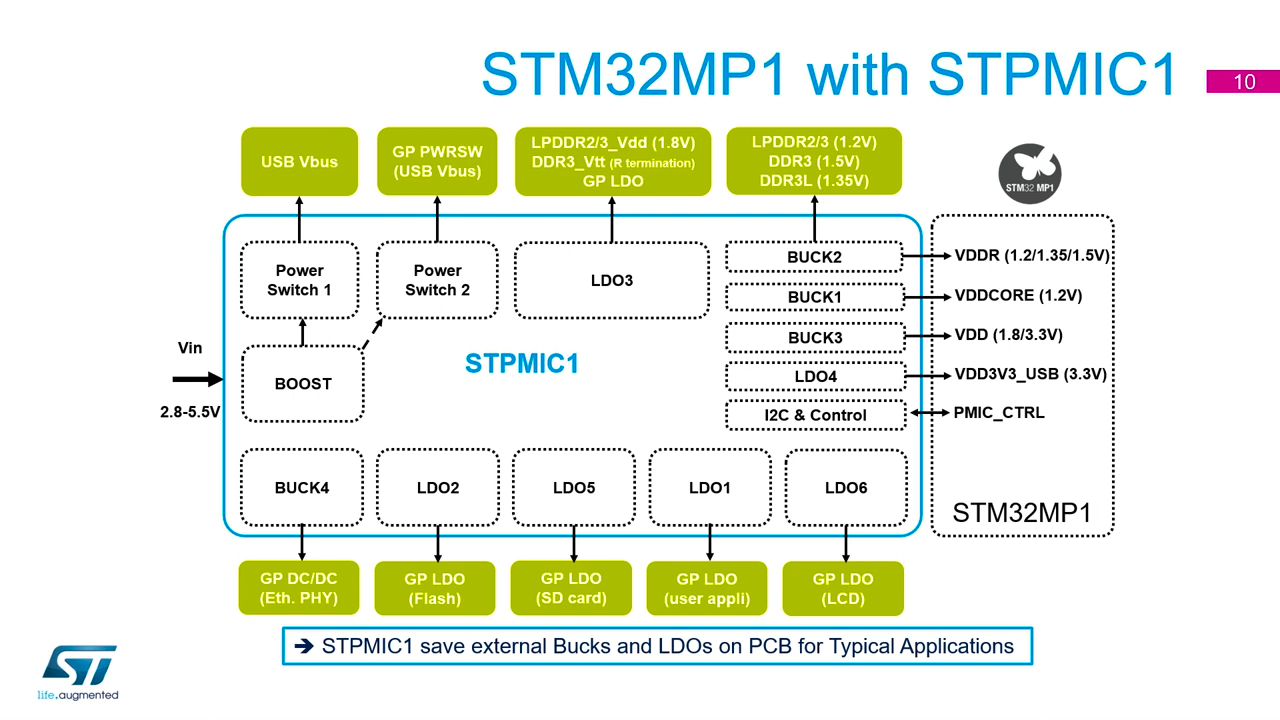 STM32MP1 with STPMIC1
10
USB Vbus
GP PWRSW
(USB Vbus)
LPDDR2/3_Vdd (1.8V)
DDR3_Vtt (R termination)
GP LDO
LPDDR2/3 (1.2V)
DDR3 (1.5V)
DDR3L (1.35V)
STM32 MP1
Power
Switch 1
Power
Switch 2
LDO3
BUCK2
VDDR (1.2/1.35/1.5V)
BUCK1
VDDCORE (1.2V)
BUCK3
VDD (1.8/3.3V)
LDO4
VDD3V3_USB (3.3V)
I2C & Control
PMIC_CTRL
Vin
2.8-5.5V
BOOST
STPMIC1
BUCK4
LDO2
LDO5
LDO1
LDO6
STM32MP1
GP DC/DC
(Eth. PHY)
GP LDO
(Flash)
GP LDO
(SD card)
GP LDO
(user appli)
GP LDO
(LCD)
➔ STPMIC1 save external Bucks and LDOs on PCB for Typical Applications
ST
life.augmented